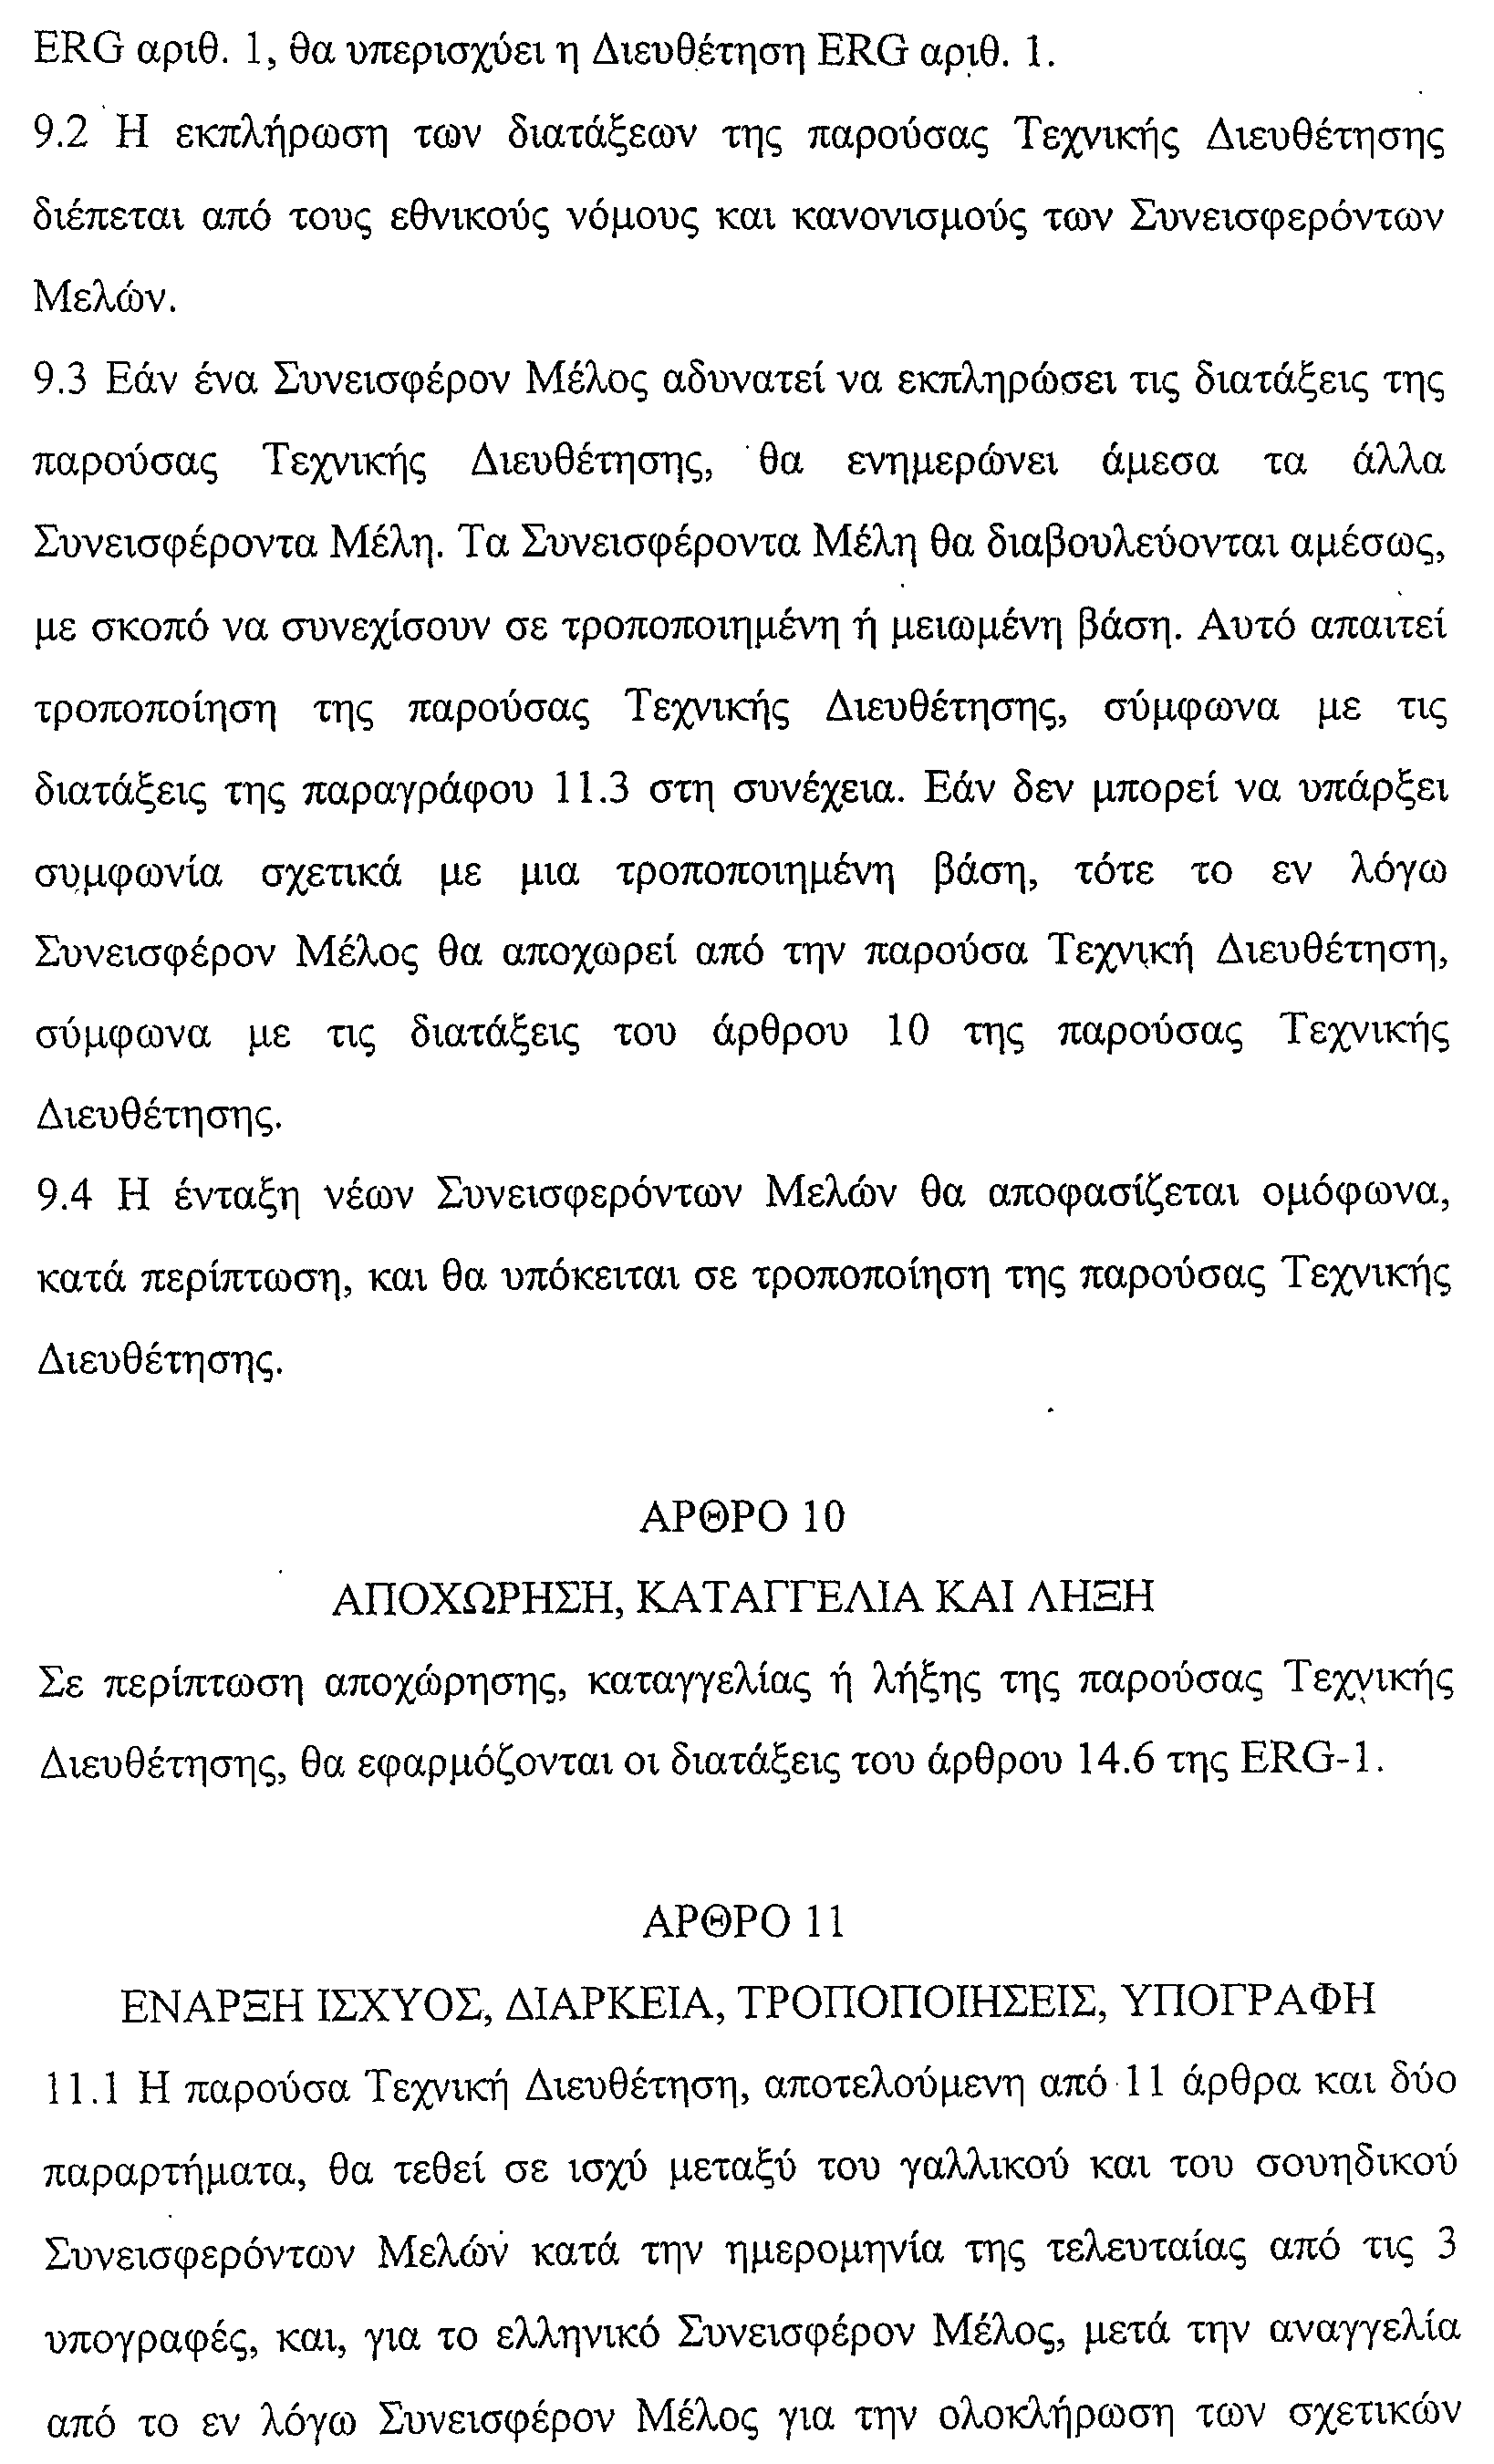 ERG αριθ. 1, θα υπερισχύει η Διευθέτηση ERG αριθ. 1.
9.2 Η εκπλήρωση των διατάξεων της παρούσας Τεχνικής Διευθέτησης
διέπεται από τους εθνικούς νόμους και κανονισμούς των Συνεισφερόντων
Μελών.
9.3 Εάν ένα Συνεισφέρον Μέλος αδυνατεί να εκπληρώσει τις διατάξεις της
παρούσας Τεχνικής Διευθέτησης, θα ενημερώνει άμεσα τα άλλα
Συνεισφέροντα Μέλη. Τα Συνεισφέροντα Μέλη θα διαβουλεύονται αμέσως,
με σκοπό να συνεχίσουν σε τροποποιημένη ή μειωμένη βάση. Αυτό απαιτεί
τροποποίηση της παρούσας Τεχνικής Διευθέτησης, σύμφωνα με τις
διατάξεις της παραγράφου 11.3 στη συνέχεια. Εάν δεν μπορεί να υπάρξει
συμφωνία σχετικά με μια τροποποιημένη βάση, τότε το εν λόγω
Συνεισφέρον Μέλος θα αποχωρεί από την παρούσα Τεχνική Διευθέτηση,
σύμφωνα με τις διατάξεις του άρθρου 10 της παρούσας Τεχνικής
Διευθέτησης.
9.4 Η ένταξη νέων Συνεισφερόντων Μελών θα αποφασίζεται ομόφωνα,
κατά περίπτωση, και θα υπόκειται σε τροποποίηση της παρούσας Τεχνικής
Διευθέτησης.
ΑΡΘΡΟ 10
ΑΠΟΧΩΡΗΣΗ, ΚΑΤΑΓΓΕΛΙΑ ΚΑΙ ΛΗΞΗ
Σε περίπτωση αποχώρησης, καταγγελίας ή λήξης της παρούσας Τεχνικής
Διευθέτησης, θα εφαρμόζονται οι διατάξεις του άρθρου 14.6 της ERG-1.
ΑΡΘΡΟ 11
ΕΝΑΡΞΗ ΙΣΧΥΟΣ, ΔΙΑΡΚΕΙΑ, ΤΡΟΠΟΠΟΙΗΣΕΙΣ, ΥΠΟΓΡΑΦΗ
11.1 Η παρούσα Τεχνική Διευθέτηση, αποτελούμενη από 11 άρθρα και δύο
παραρτήματα, θα τεθεί σε ισχύ μεταξύ του γαλλικού και του σουηδικού
Συνεισφερόντων Μελών κατά την ημερομηνία της τελευταίας από τις 3
υπογραφές, και, για το ελληνικό Συνεισφέρον Μέλος, μετά την αναγγελία
από το εν λόγω Συνεισφέρον Μέλος για την ολοκλήρωση των σχετικών